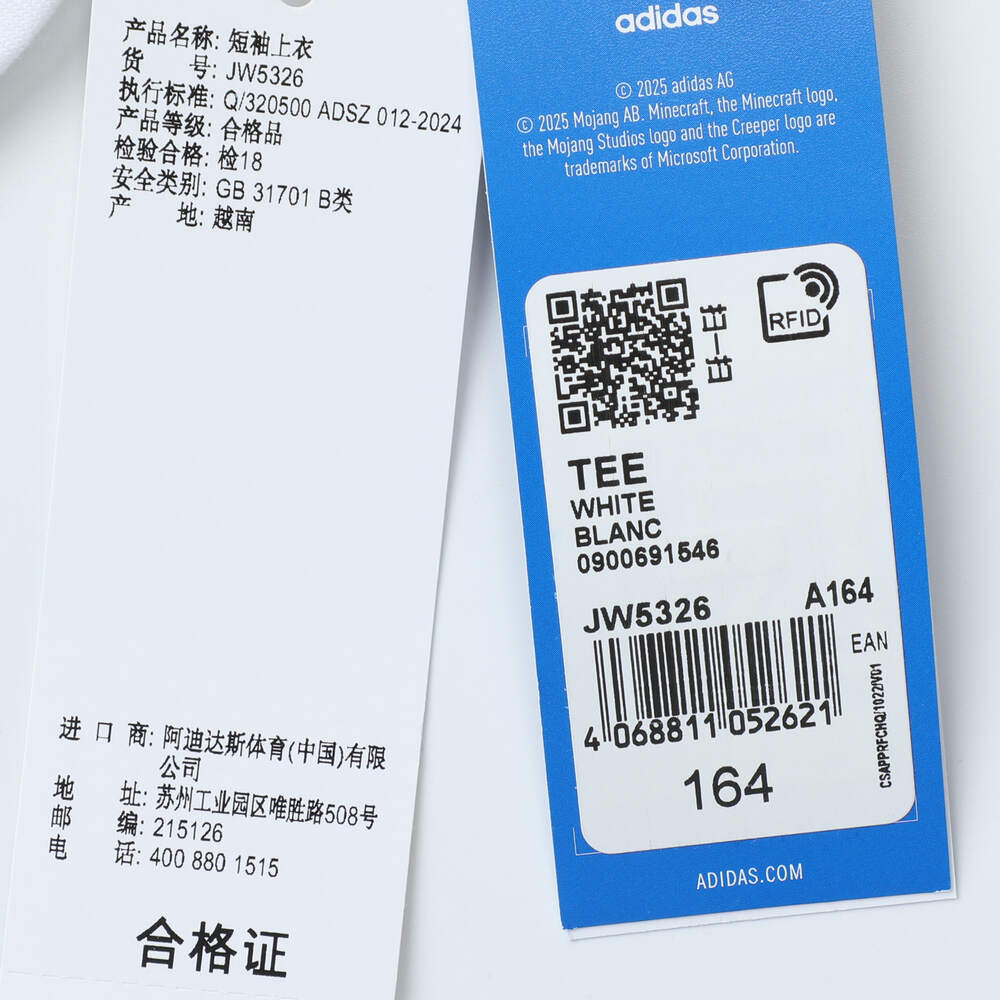 产品名称: 短袖上衣
货 号: JW5326
执行标准: Q/320500 ADSZ 012-2024
产品等级: 合格品
检验合格: 检18
安全类别: GB 31701 B类
产 地: 越南
进 口 商: 阿迪达斯体育(中国)有限
公司
地 址: 苏州工业园区唯胜路508号
邮 编: 215126
电 话: 400 880 1515
合格证
adidas
© 2025 adidas AG
© 2025 Mojang AB. Minecraft, the Minecraft logo,
the Mojang Studios logo and the Creeper logo are
trademarks of Microsoft Corporation.
RFID
TEE
WHITE
BLANC
0900691546
JW5326 A164
EAN
CSAPPRFCHQ/1022/V01
4 068811 052621
164
ADIDAS.COM